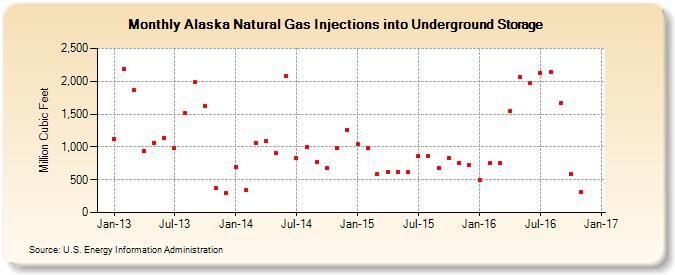 Monthly Alaska Natural Gas Injections into Underground Storage
Million Cubic Feet
2,500
2,000
1,500
1,000
500
0
Jan-13 Jul-13 Jan-14 Jul-14 Jan-15 Jul-15 Jan-16 Jul-16 Jan-17
Source: U.S. Energy Information Administration